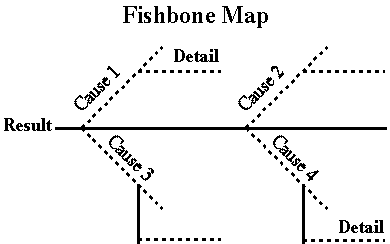 Fishbone Map
Detail
Cause 1
Cause 2
Result
Cause 3
Cause 4
Detail